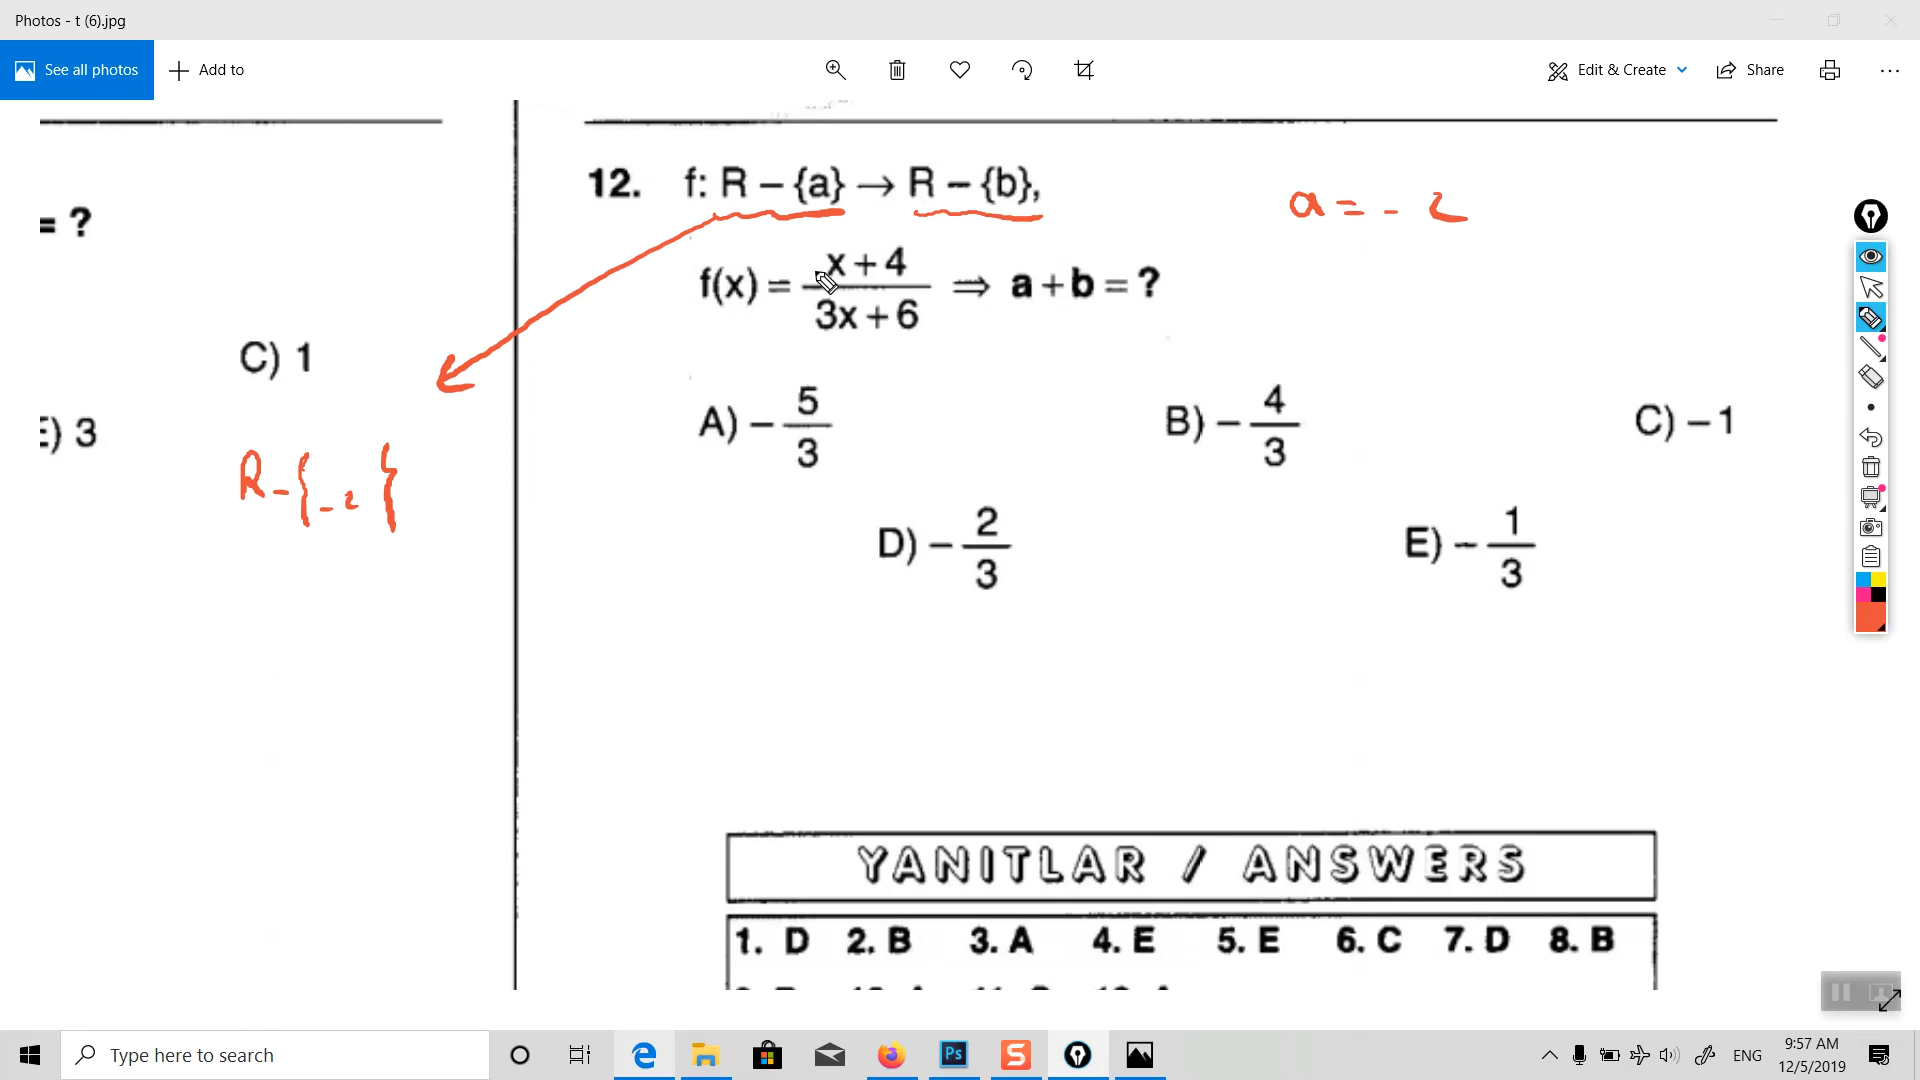 Photos - t (6).jpg
See all photos
Add to
Edit & Create
Share
= ?
C) 1
3
R - { - 2 }
12. f: R – {a} → R – {b},
a = - 2
f(x) = x + 4 / 3x + 6 ⇒ a + b = ?
A) – 5/3 B) – 4/3 C) – 1
D) – 2/3 E) – 1/3
YANITLAR / ANSWERS
1. D 2. B 3. A 4. E 5. E 6. C 7. D 8. B
Type here to search
Ps
S
ENG
9:57 AM
12/5/2019